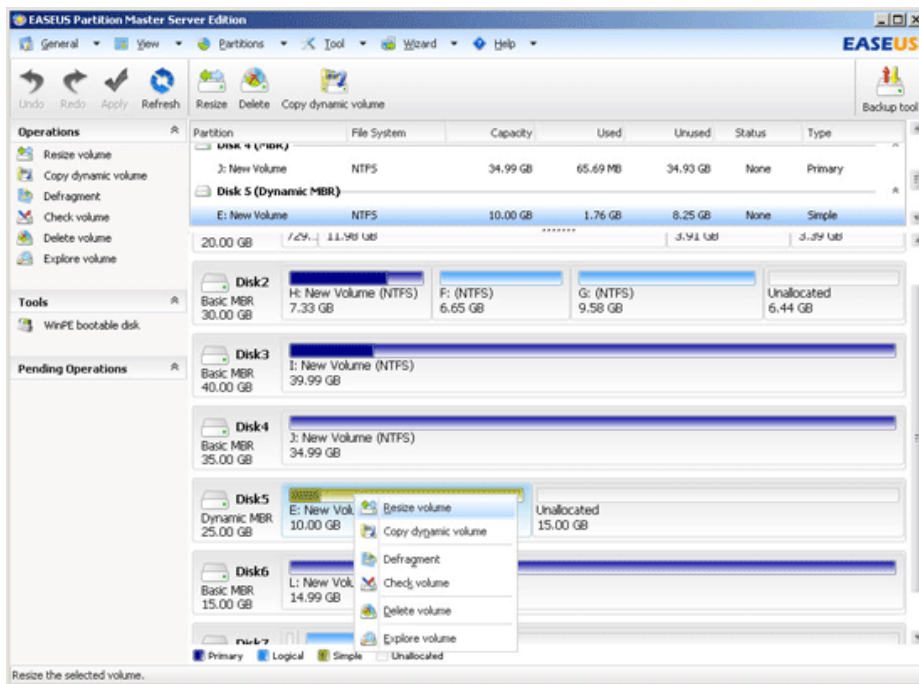 EASEUS Partition Master Server Edition
General View Partitions Tool Wizard Help EASEUS
Undo Redo Apply Refresh Resize Delete Copy dynamic volume Backup tool
Operations
Resize volume
Copy dynamic volume
Defragment
Check volume
Delete volume
Explore volume
Tools
WinPE bootable disk
Pending Operations
Partition File System Capacity Used Unused Status Type
Disk 4 (MBR)
J: New Volume NTFS 34.99 GB 65.69 MB 34.93 GB None Primary
Disk 5 (Dynamic MBR)
E: New Volume NTFS 10.00 GB 1.76 GB 8.25 GB None Simple
20.00 GB 729... 11.98 GB 3.91 GB 3.39 GB
Disk2
Basic MBR
30.00 GB
H: New Volume (NTFS)
7.33 GB
F: (NTFS)
6.65 GB
G: (NTFS)
9.58 GB
Unallocated
6.44 GB
Disk3
Basic MBR
40.00 GB
I: New Volume (NTFS)
39.99 GB
Disk4
Basic MBR
35.00 GB
J: New Volume (NTFS)
34.99 GB
Disk5
Dynamic MBR
25.00 GB
E: New Vol
10.00 GB
Unallocated
15.00 GB
Resize volume
Copy dynamic volume
Defragment
Check volume
Delete volume
Explore volume
Disk6
Basic MBR
15.00 GB
L: New Vol
14.99 GB
Disk7
Primary Logical Simple Unallocated
Resize the selected volume.